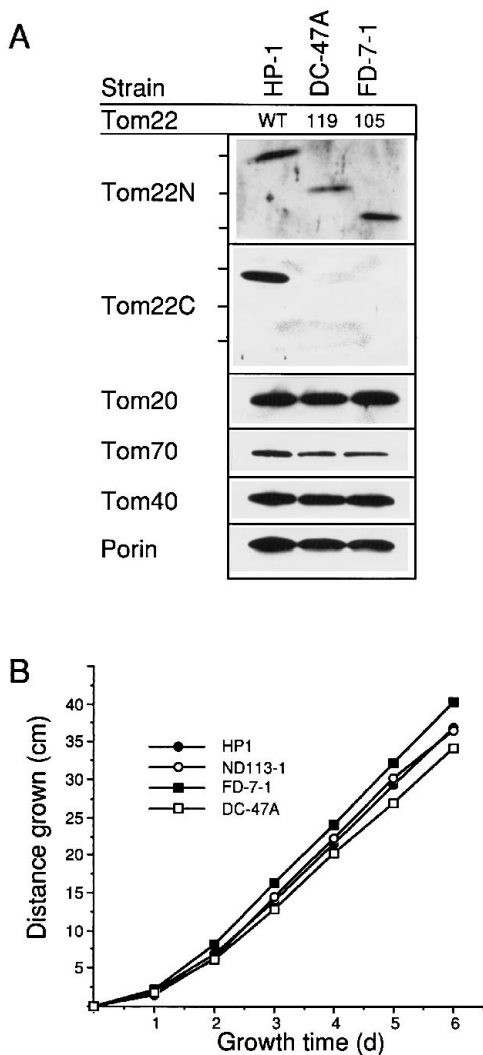 A
HP-1
DC-47A
FD-7-1
Strain
Tom22 WT 119 105
Tom22N
Tom22C
Tom20
Tom70
Tom40
Porin
B
Distance grown (cm)
40
35
30
25
20
15
10
5
HP1
ND113-1
FD-7-1
DC-47A
1 2 3 4 5 6
Growth time (d)